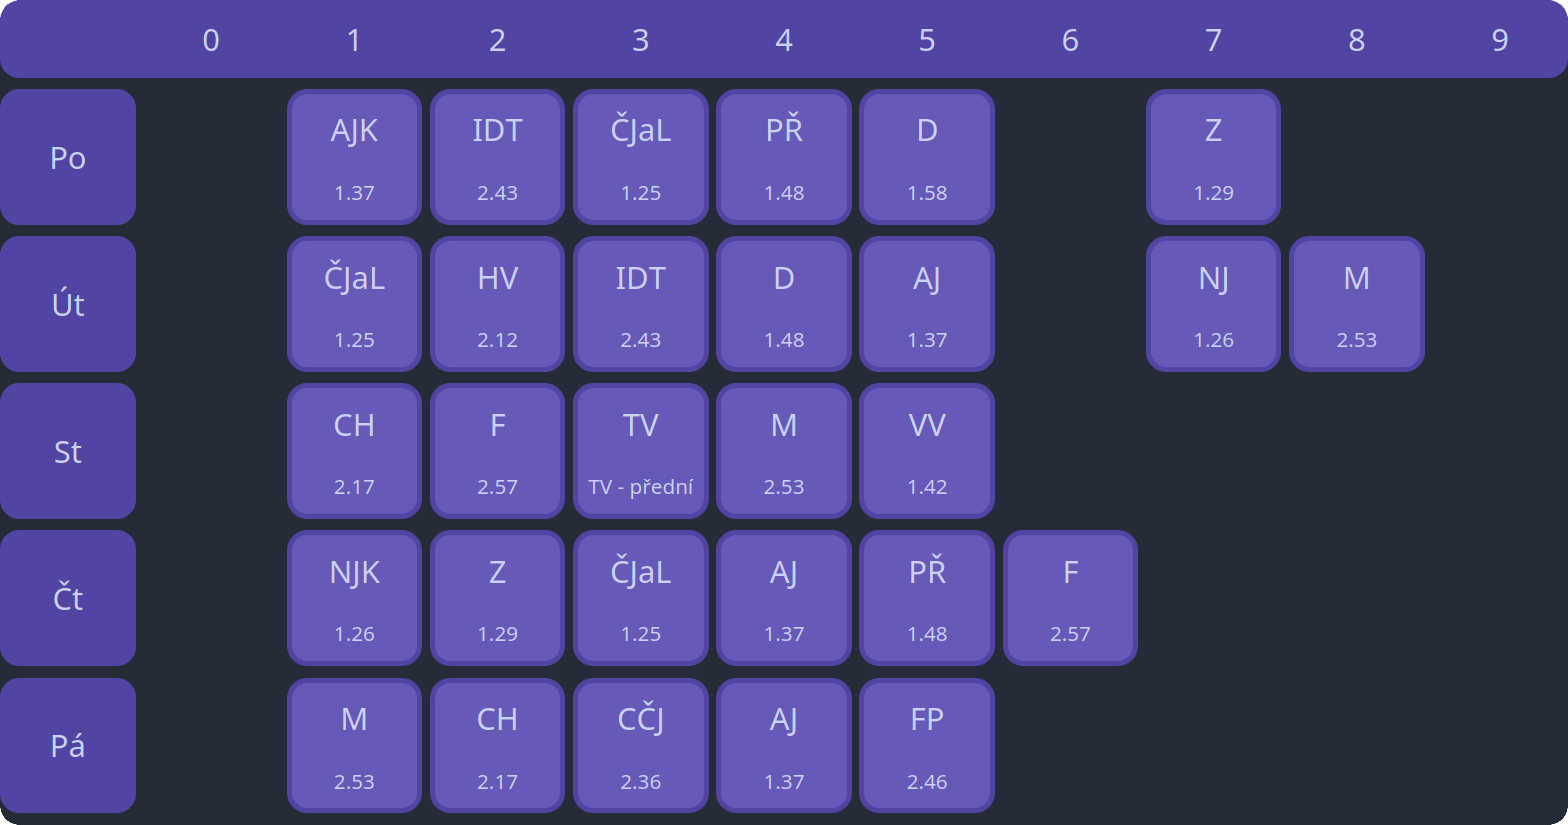 0 1 2 3 4 5 6 7 8 9
Po
AJK IDT ČJaL PŘ D Z
1.37 2.43 1.25 1.48 1.58 1.29
Út
ČJaL HV IDT D AJ NJ M
1.25 2.12 2.43 1.48 1.37 1.26 2.53
St
CH F TV M VV
2.17 2.57 TV - přední 2.53 1.42
Čt
NJK Z ČJaL AJ PŘ F
1.26 1.29 1.25 1.37 1.48 2.57
Pá
M CH CČJ AJ FP
2.53 2.17 2.36 1.37 2.46